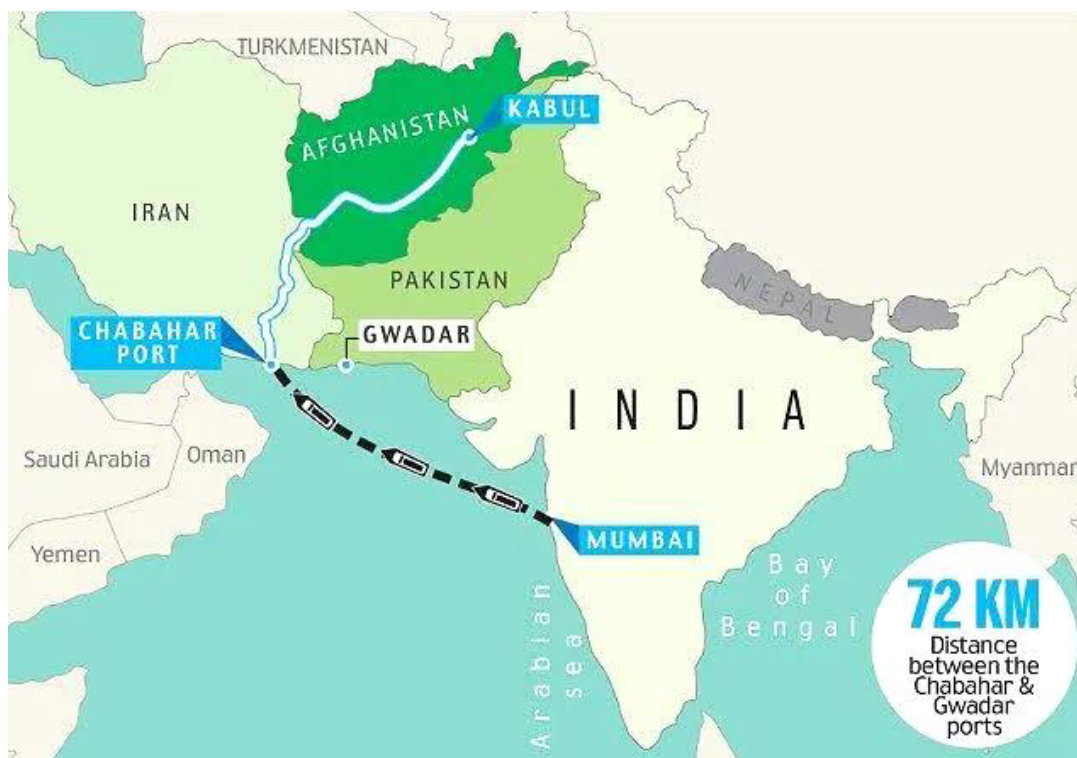 TURKMENISTAN
KABUL
AFGHANISTAN
IRAN
PAKISTAN
NEPAL
CHABAHAR
PORT
GWADAR
INDIA
Saudi Arabia
Oman
Myanmar
Yemen
MUMBAI
Arabian
sea
Bay
of
Bengal
72 KM
Distance
between the
Chabahar &
Gwadar
ports